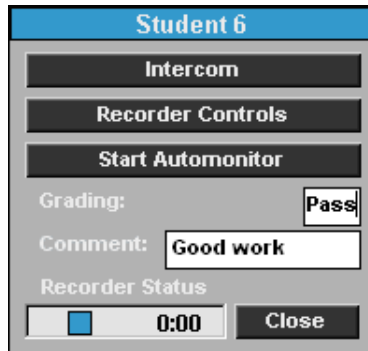 Student 6
Intercom
Recorder Controls
Start Automonitor
Grading: Pass
Comment: Good work
Recorder Status
0:00 Close